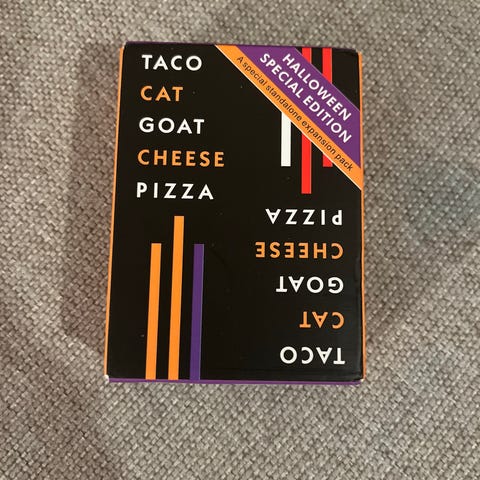 TACO
CAT
GOAT
CHEESE
PIZZA
HALLOWEEN
SPECIAL EDITION
A special standalone expansion pack
PIZZA
CHEESE
GOAT
CAT
TACO